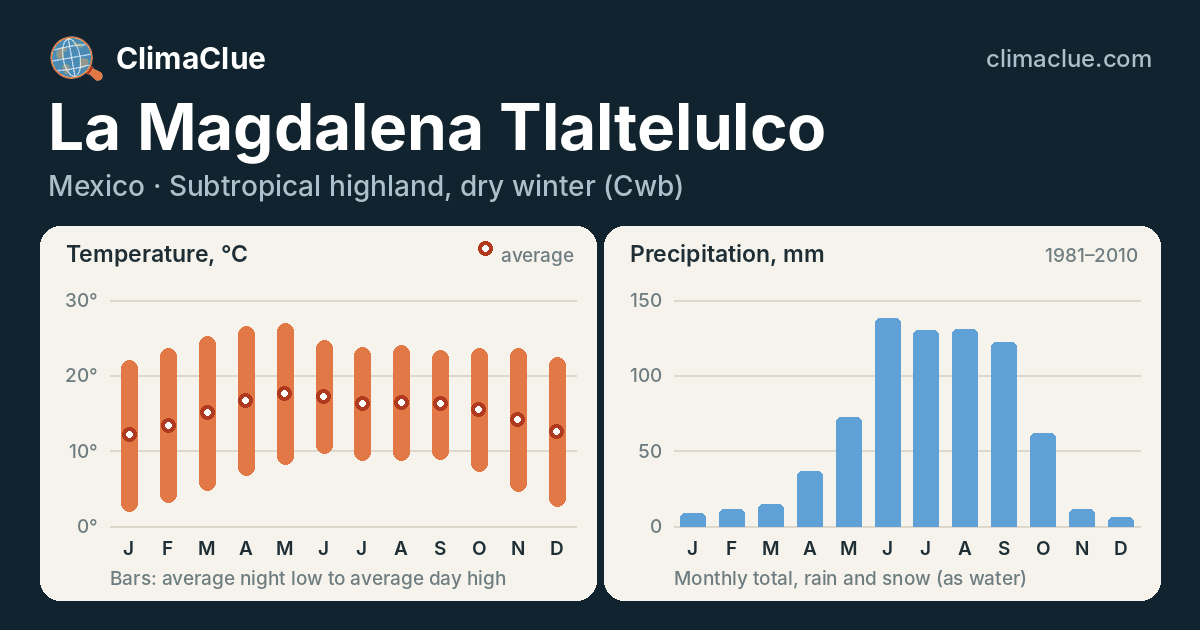 ClimaClue
climaclue.com
La Magdalena Tlaltelulco
Mexico · Subtropical highland, dry winter (Cwb)
Temperature, °C
average
30°
20°
10°
0°
J F M A M J J A S O N D
Bars: average night low to average day high
Precipitation, mm
1981–2010
150
100
50
0
J F M A M J J A S O N D
Monthly total, rain and snow (as water)